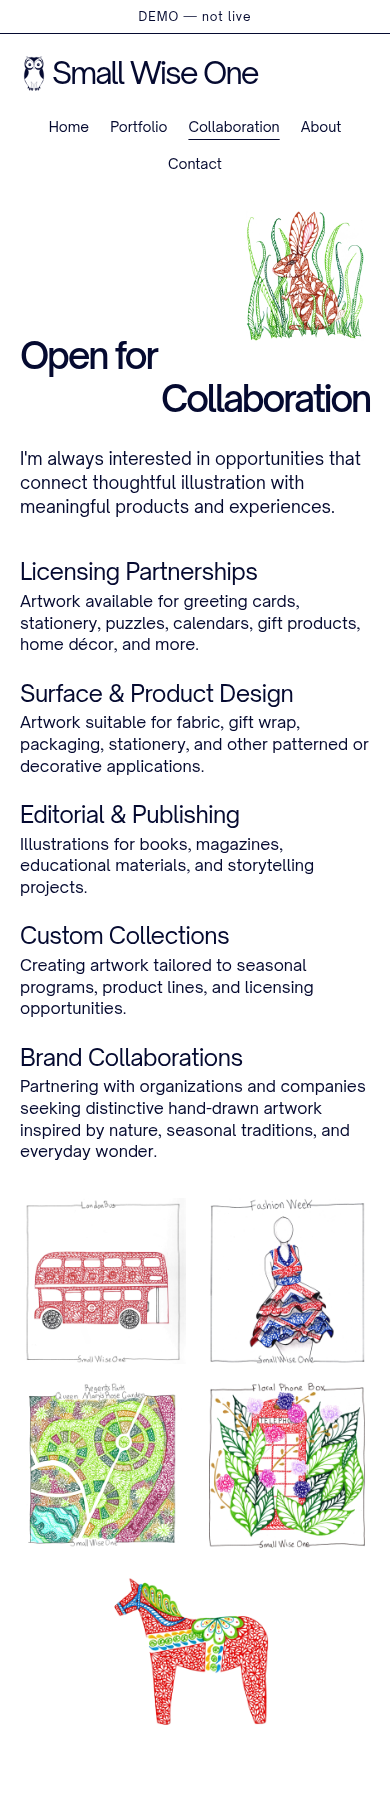 DEMO — not live
Small Wise One
Home Portfolio Collaboration About
Contact
Open for
Collaboration
I'm always interested in opportunities that
connect thoughtful illustration with
meaningful products and experiences.
Licensing Partnerships
Artwork available for greeting cards,
stationery, puzzles, calendars, gift products,
home décor, and more.
Surface & Product Design
Artwork suitable for fabric, gift wrap,
packaging, stationery, and other patterned or
decorative applications.
Editorial & Publishing
Illustrations for books, magazines,
educational materials, and storytelling
projects.
Custom Collections
Creating artwork tailored to seasonal
programs, product lines, and licensing
opportunities.
Brand Collaborations
Partnering with organizations and companies
seeking distinctive hand-drawn artwork
inspired by nature, seasonal traditions, and
everyday wonder.
London Bus
Small Wise One
Fashion Week
Small Wise One
Regents Park
Queen Marys Rose Garden
Small Wise One
Floral Phone Box
TELEPHONE
Small Wise One